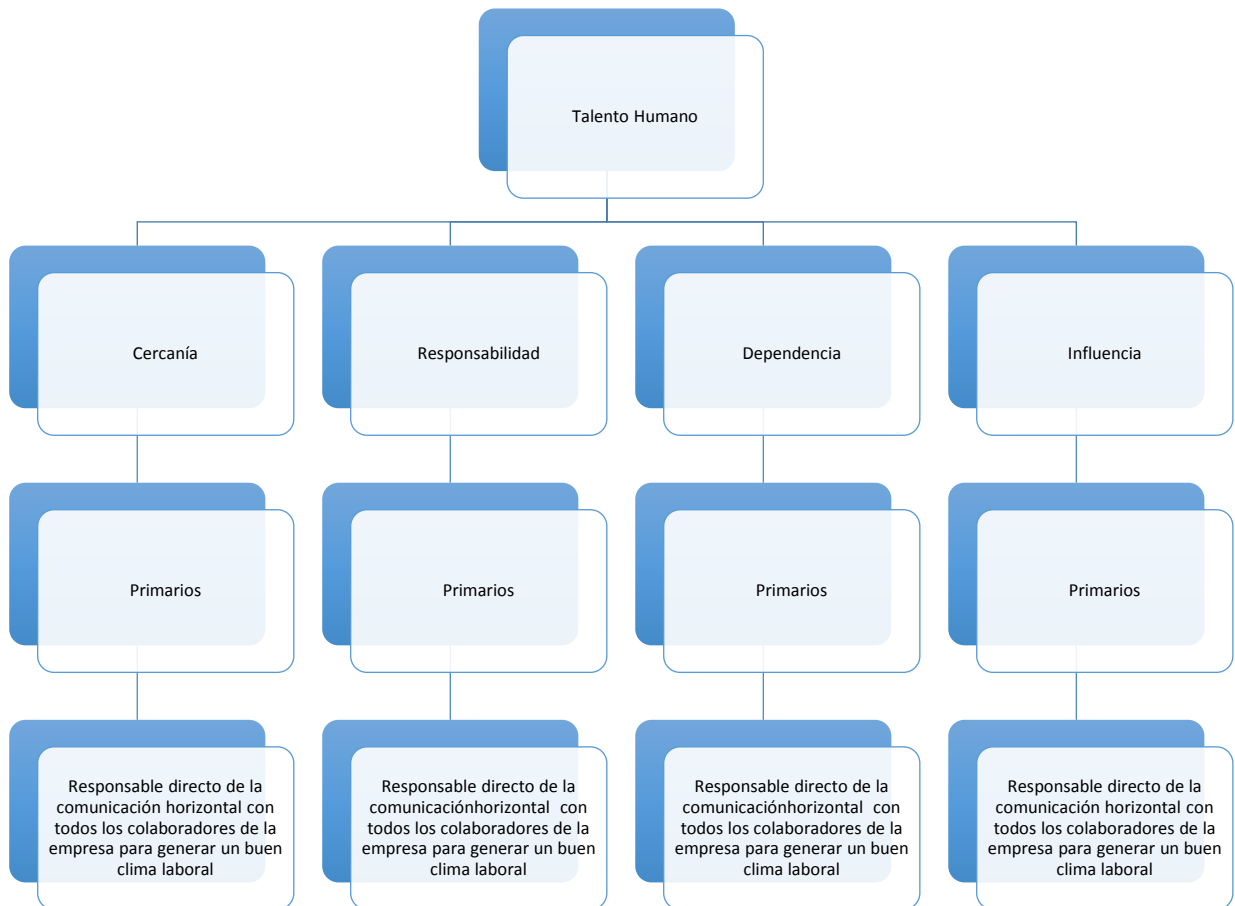 Talento Humano
Cercanía
Responsabilidad
Dependencia
Influencia
Primarios
Primarios
Primarios
Primarios
Responsable directo de la
comunicación horizontal con
todos los colaboradores de la
empresa para generar un buen
clima laboral
Responsable directo de la
comunicaciónhorizontal  con
todos los colaboradores de la
empresa para generar un buen
clima laboral
Responsable directo de la
comunicaciónhorizontal  con
todos los colaboradores de la
empresa para generar un buen
clima laboral
Responsable directo de la
comunicación horizontal con
todos los colaboradores de la
empresa para generar un buen
clima laboral